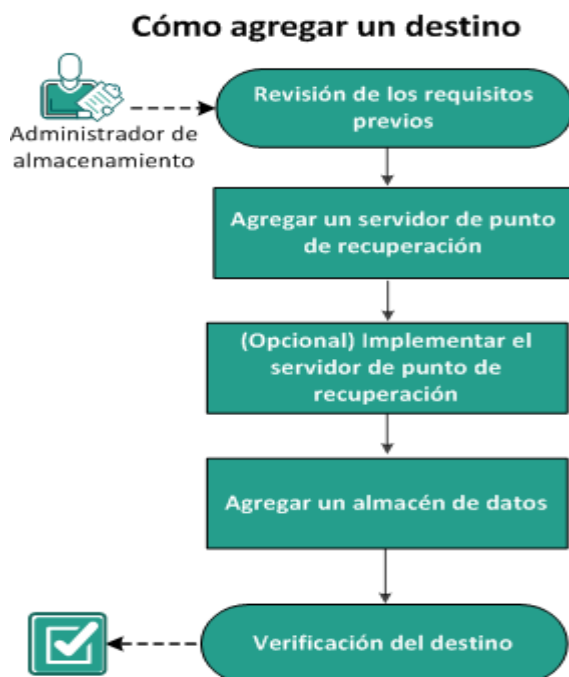 Cómo agregar un destino
Administrador de
almacenamiento
Revisión de los requisitos
previos
Agregar un servidor de punto
de recuperación
(Opcional) Implementar el
servidor de punto de
recuperación
Agregar un almacén de datos
Verificación del destino